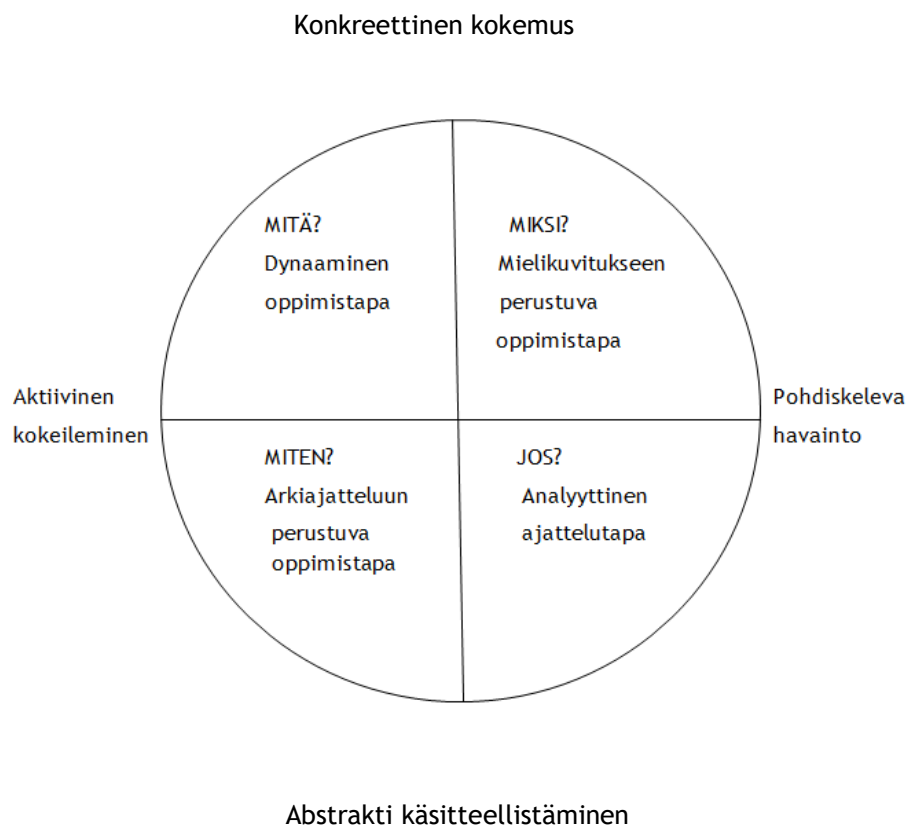 Konkreettinen kokemus
MITÄ?
Dynaaminen
oppimistapa
MIKSI?
Mielikuvitukseen
perustuva
oppimistapa
Aktiivinen
kokeileminen
Pohdiskeleva
havainto
MITEN?
Arkiajatteluun
perustuva
oppimistapa
JOS?
Analyyttinen
ajattelutapa
Abstrakti käsitteellistäminen